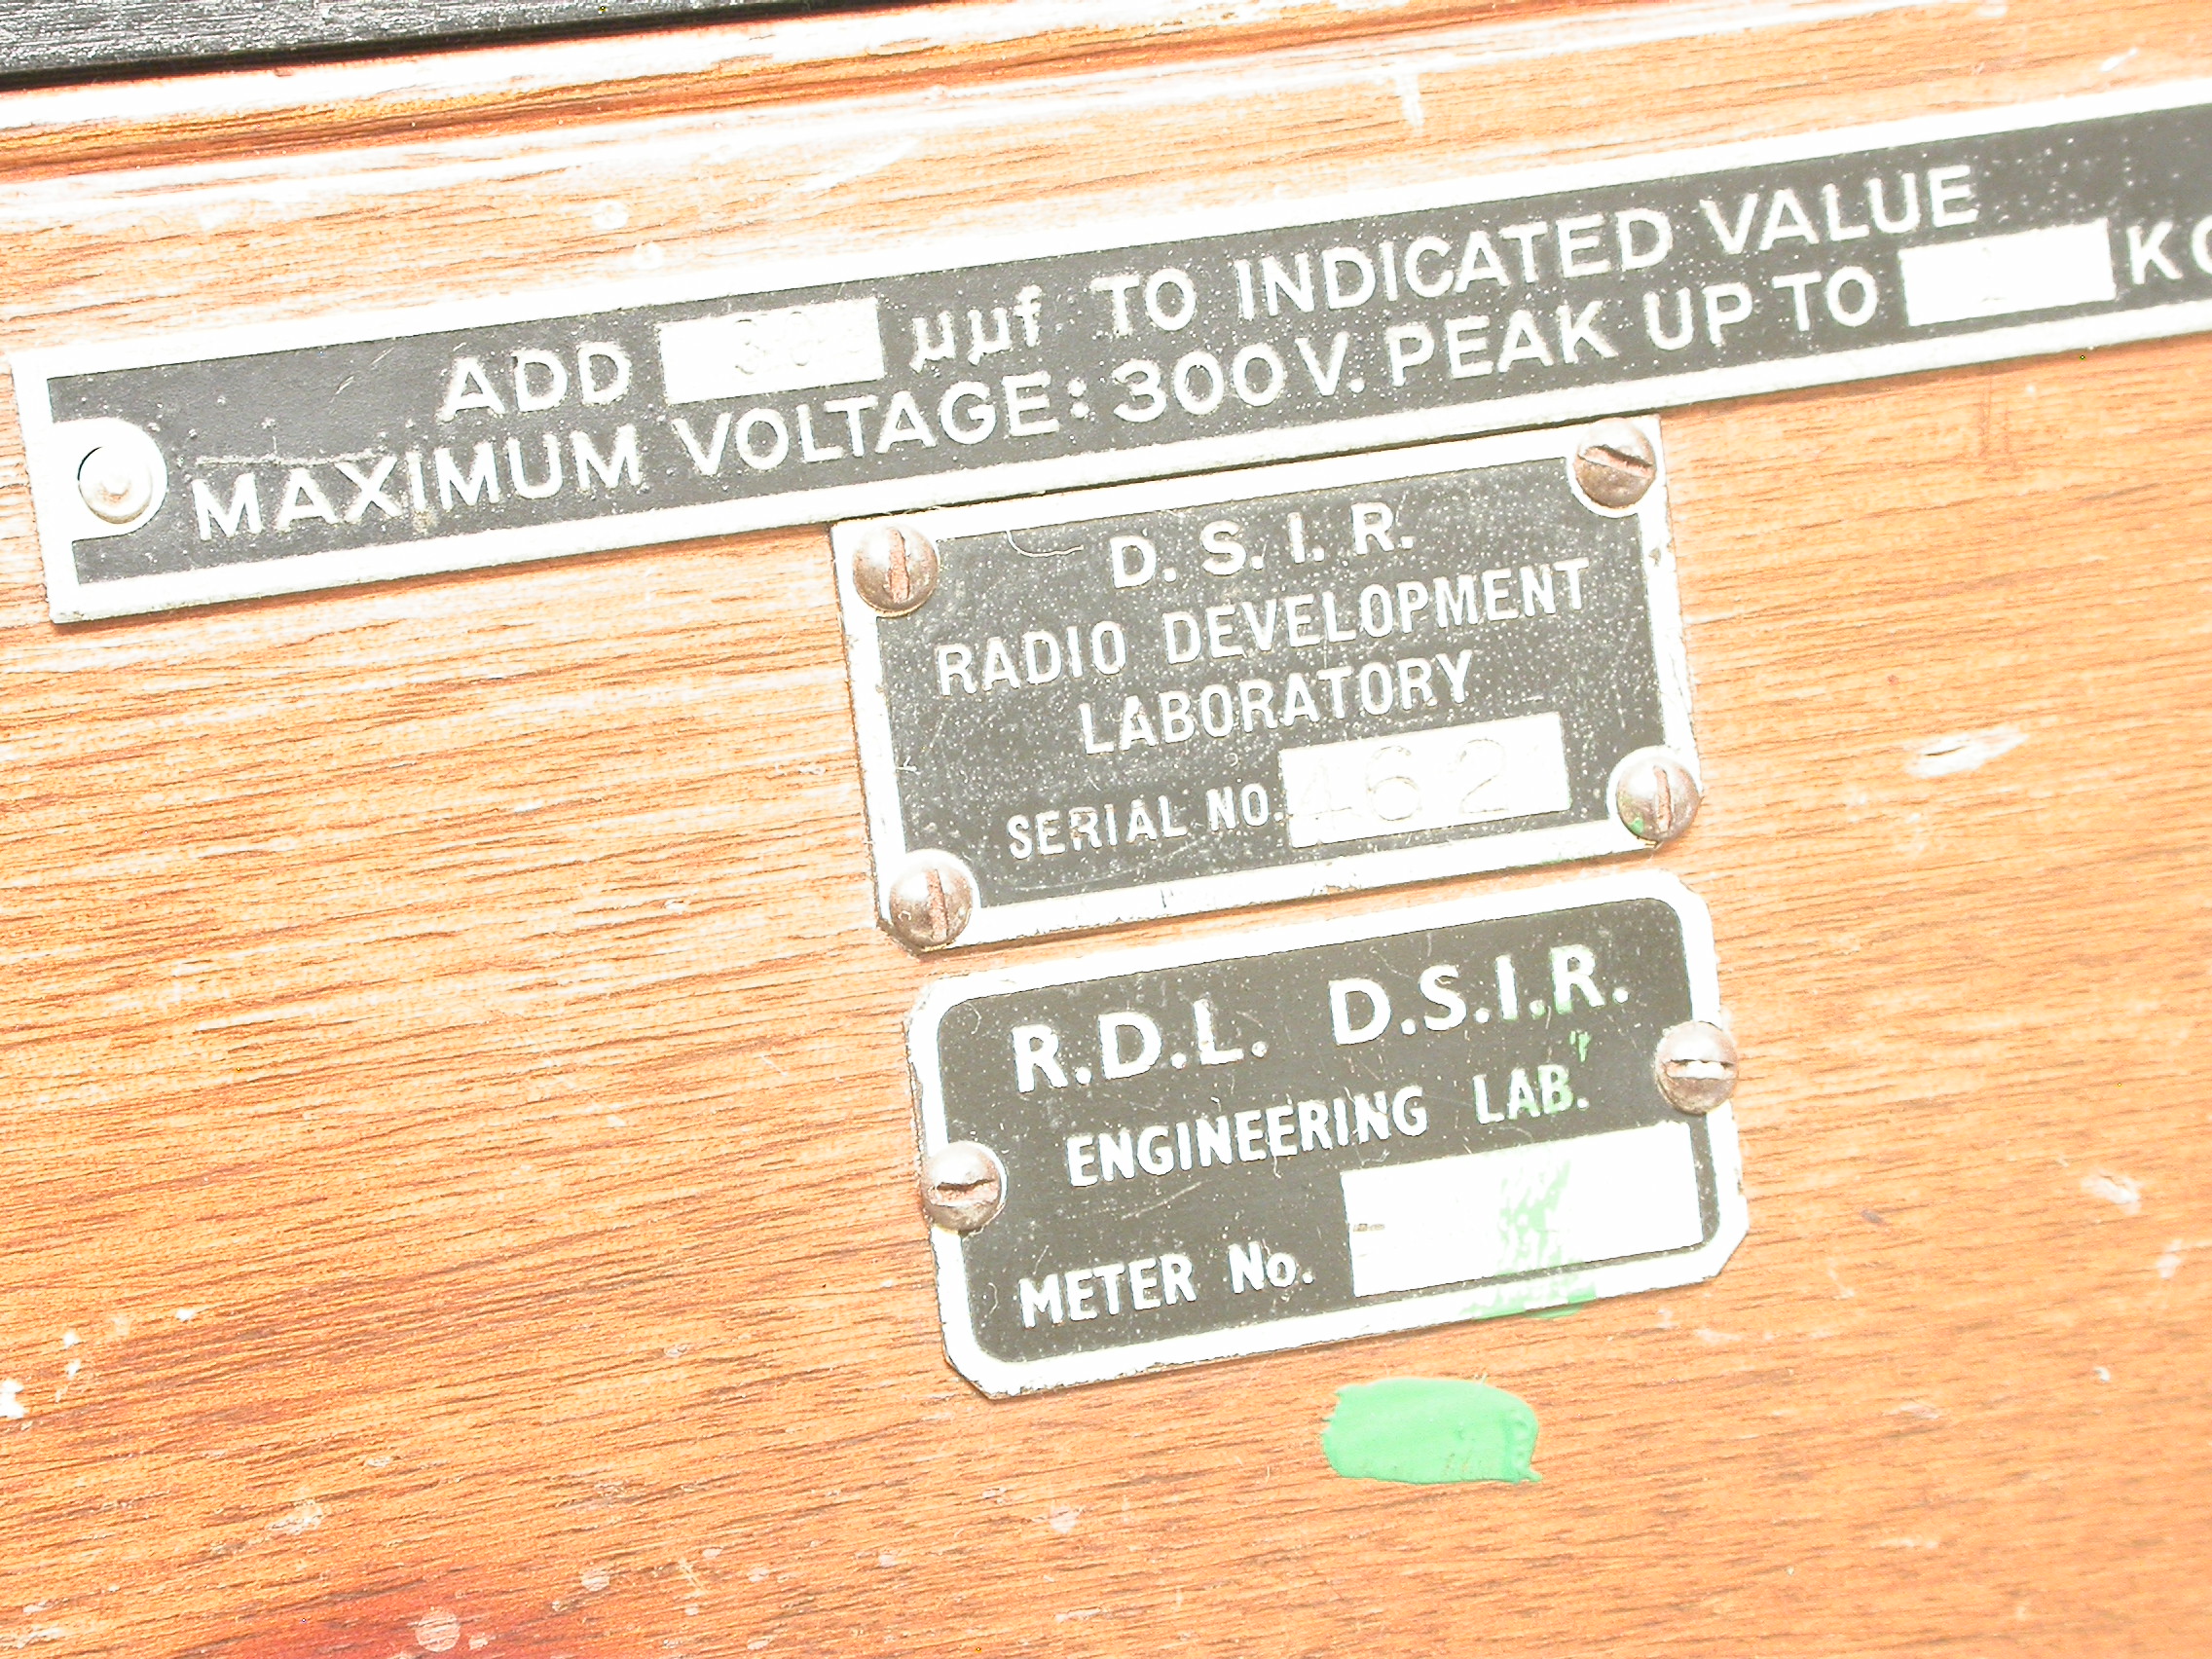 ADD µµf TO INDICATED VALUE
MAXIMUM VOLTAGE: 300 V. PEAK UP TO
D. S. I. R.
RADIO DEVELOPMENT
LABORATORY
SERIAL NO. 462
R.D.L. D.S.I.R.
ENGINEERING LAB.
METER No.